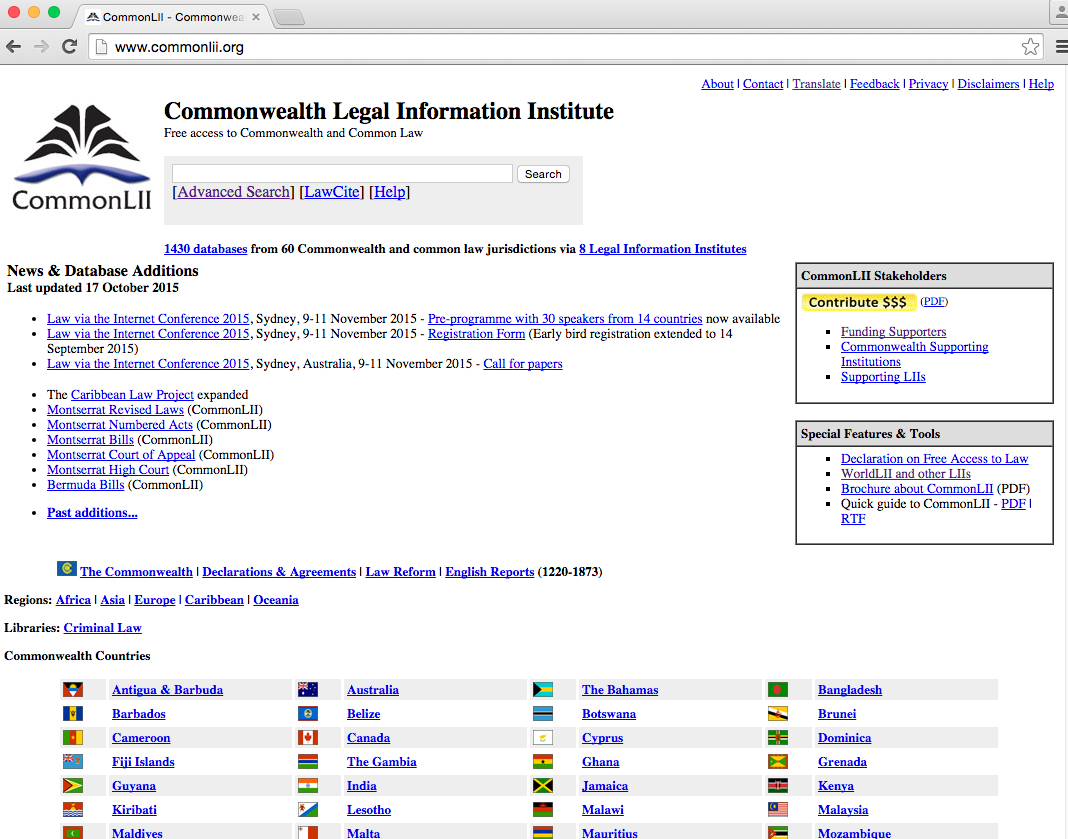 CommonLII - Commonwea
www.commonlii.org
About | Contact | Translate | Feedback | Privacy | Disclaimers | Help
CommonLII
Commonwealth Legal Information Institute
Free access to Commonwealth and Common Law
Search
[Advanced Search] [LawCite] [Help]
1430 databases from 60 Commonwealth and common law jurisdictions via 8 Legal Information Institutes
News & Database Additions
Last updated 17 October 2015
Law via the Internet Conference 2015, Sydney, 9-11 November 2015 - Pre-programme with 30 speakers from 14 countries now available
Law via the Internet Conference 2015, Sydney, 9-11 November 2015 - Registration Form (Early bird registration extended to 14
September 2015)
Law via the Internet Conference 2015, Sydney, Australia, 9-11 November 2015 - Call for papers
The Caribbean Law Project expanded
Montserrat Revised Laws (CommonLII)
Montserrat Numbered Acts (CommonLII)
Montserrat Bills (CommonLII)
Montserrat Court of Appeal (CommonLII)
Montserrat High Court (CommonLII)
Bermuda Bills (CommonLII)
Past additions...
CommonLII Stakeholders
Contribute $$$ (PDF)
Funding Supporters
Commonwealth Supporting
Institutions
Supporting LIIs
Special Features & Tools
Declaration on Free Access to Law
WorldLII and other LIIs
Brochure about CommonLII (PDF)
Quick guide to CommonLII - PDF |
RTF
The Commonwealth | Declarations & Agreements | Law Reform | English Reports (1220-1873)
Regions: Africa | Asia | Europe | Caribbean | Oceania
Libraries: Criminal Law
Commonwealth Countries
Antigua & Barbuda Australia The Bahamas Bangladesh
Barbados Belize Botswana Brunei
Cameroon Canada Cyprus Dominica
Fiji Islands The Gambia Ghana Grenada
Guyana India Jamaica Kenya
Kiribati Lesotho Malawi Malaysia
Maldives Malta Mauritius Mozambique